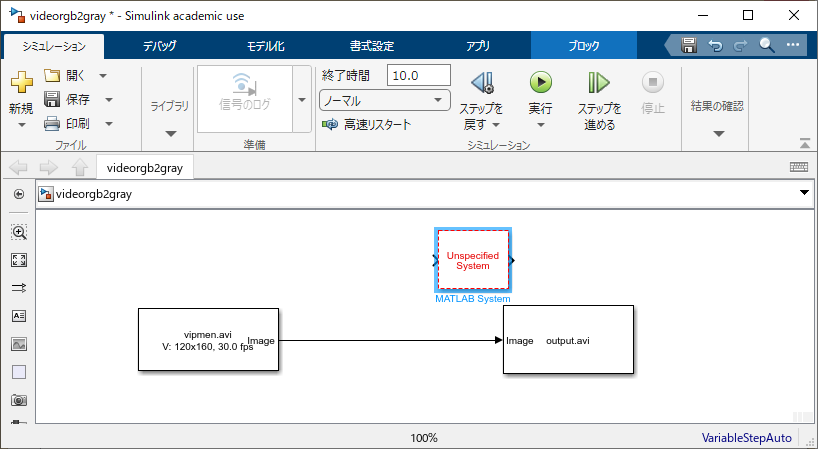 videorgb2gray * - Simulink academic use
シミュレーション
デバッグ
モデル化
書式設定
アプリ
ブロック
新規
開く
保存
印刷
ファイル
ライブラリ
信号のログ
準備
終了時間 10.0
ノーマル
高速リスタート
ステップを
戻す
実行
ステップを
進める
停止
シミュレーション
結果の確認
videorgb2gray
videorgb2gray
Unspecified
System
MATLAB System
vipmen.avi
V: 120x160, 30.0 fps
Image
Image
output.avi
100%
VariableStepAuto